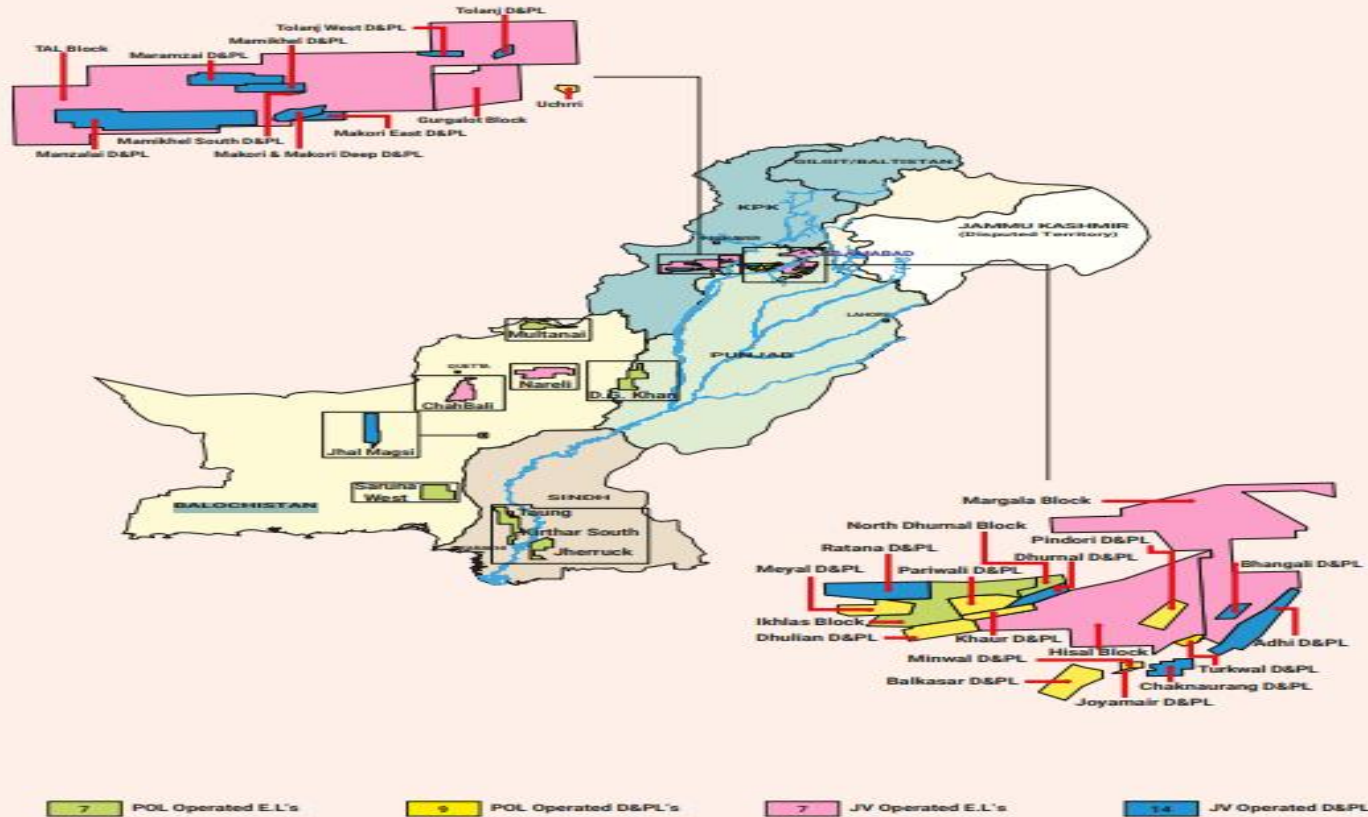 Tolanj D&PL
Tolanj West D&PL
Mamikhel D&PL
TAL Block
Maramzai D&PL
Uchrri
Gurgalot Block
Makori East D&PL
Mamikhel South D&PL
Manzalai D&PL
Makori & Makori Deep D&PL
GILGIT/BALTISTAN
KPK
JAMMU KASHMIR
(Disputed Territory)
LAHORE
PUNJAD
Multanai
QUETTA
Nareli
D.G. Khan
ChahBali
Jhal Magsi
Saruna
West
BALOCHISTAN
SINDH
Taung
Kirthar South
Jherruck
Margala Block
North Dhurnal Block
Pindori D&PL
Ratana D&PL
Dhurnal D&PL
Meyal D&PL
Pariwali D&PL
Bhangali D&PL
Ikhlas Block
Dhulian D&PL
Khaur D&PL
Hisal Block
Adhi D&PL
Minwal D&PL
Turkwal D&PL
Balkasar D&PL
Chaknaurang D&PL
Joyamair D&PL
7 POL Operated E.L's
9 POL Operated D&PL's
7 JV Operated E.L's
14 JV Operated D&PL